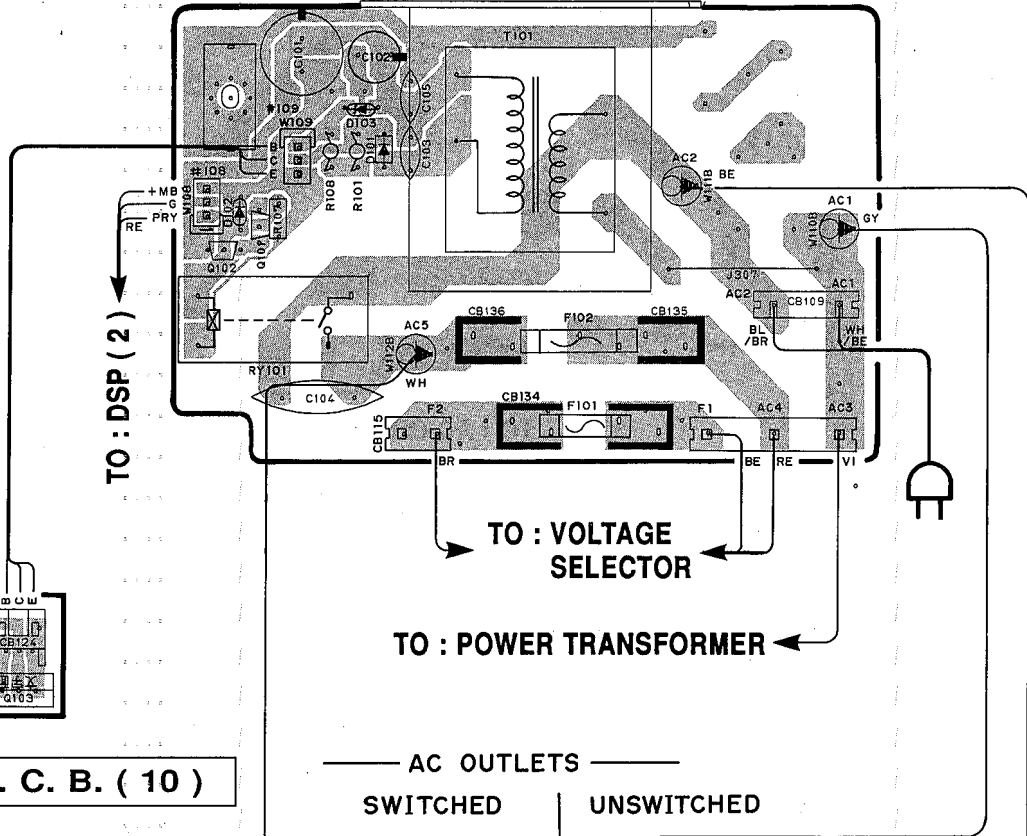 T101
C101
C102
C105
C103
#109
W109
B
C
E
D103
D101
R108
R101
#108
+MB
G
PRY
RE
W108
D102
Q102
AC2
W111B
BE
AC1
W110B
GY
J307
AC2
CB109
AC1
BL
/BR
WH
/BE
RY101
C104
AC5
W112B
WH
CB136
F102
CB135
CB134
F101
CB115
F2
BR
F1
AC4
AC3
BE
RE
VI
TO : DSP ( 2 )
TO : VOLTAGE
SELECTOR
TO : POWER TRANSFORMER
B
C
E
CB124
Q103
. C. B. ( 10 )
AC OUTLETS
SWITCHED
UNSWITCHED